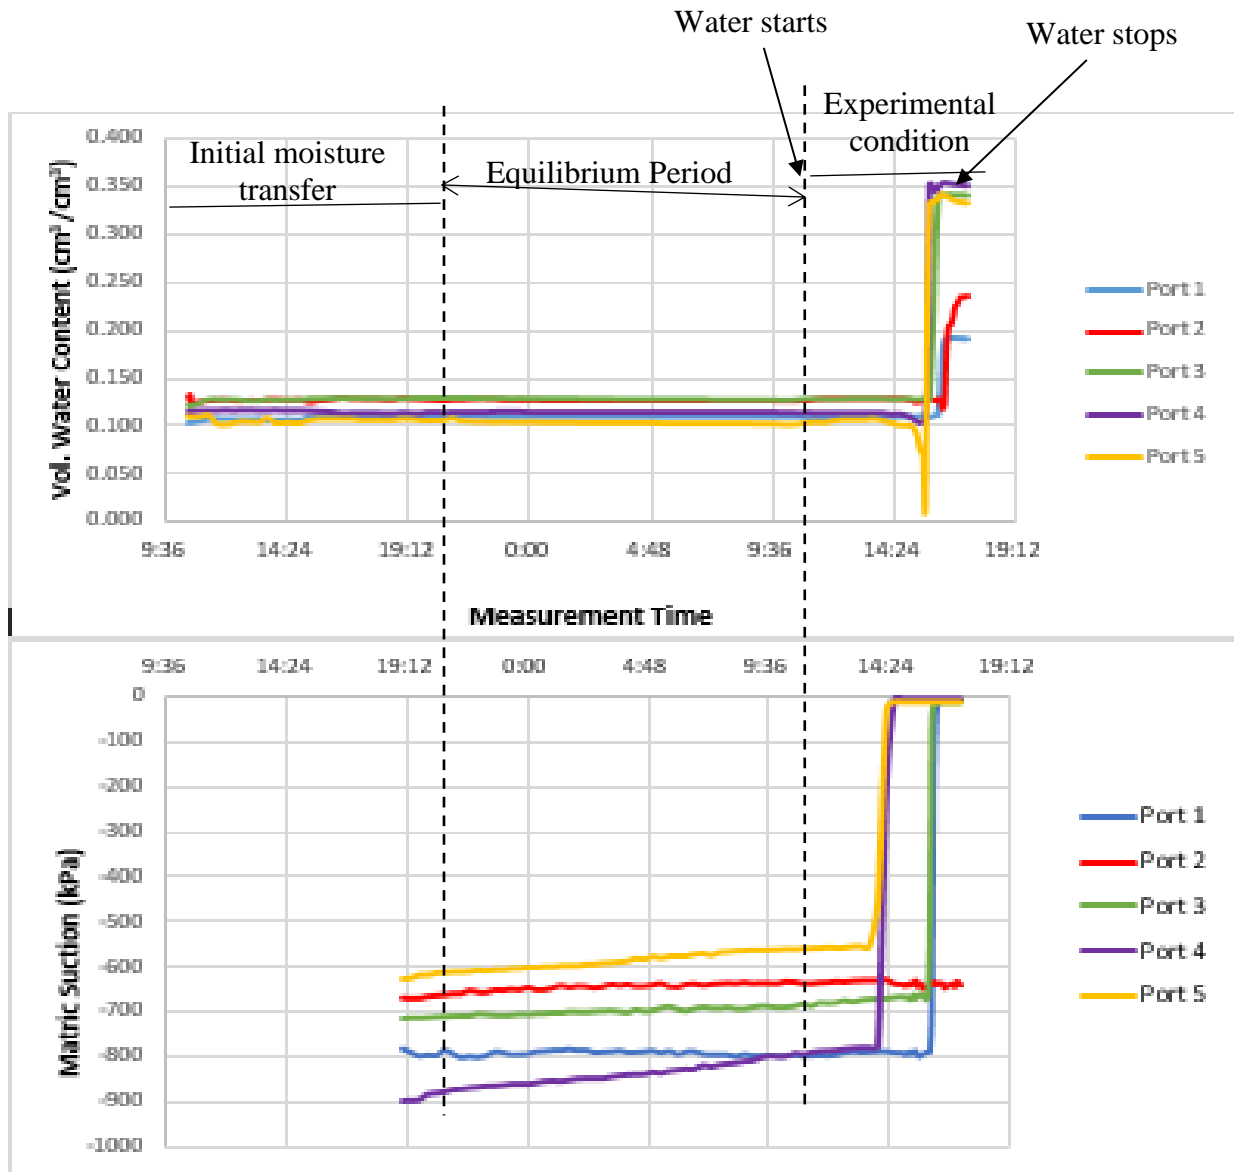 Water starts
Water stops
Experimental
condition
Initial moisture
transfer
Equilibrium Period
Vol. Water Content (cm³/cm³)
0.400
0.350
0.300
0.250
0.200
0.150
0.100
0.050
0.000
9:36 14:24 19:12 0:00 4:48 9:36 14:24 19:12
Port 1
Port 2
Port 3
Port 4
Port 5
Measurement Time
9:36 14:24 19:12 0:00 4:48 9:36 14:24 19:12
Matric Suction (kPa)
0
-100
-200
-300
-400
-500
-600
-700
-800
-900
-1000
Port 1
Port 2
Port 3
Port 4
Port 5